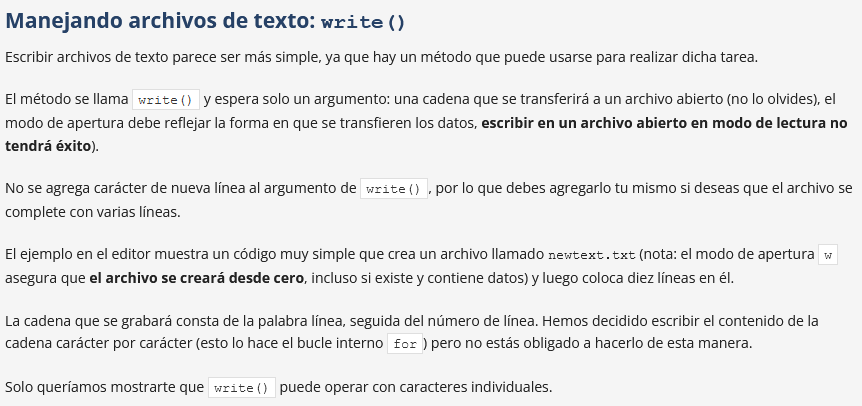 Manejando archivos de texto: write()
Escribir archivos de texto parece ser más simple, ya que hay un método que puede usarse para realizar dicha tarea.
El método se llama write() y espera solo un argumento: una cadena que se transferirá a un archivo abierto (no lo olvides), el
modo de apertura debe reflejar la forma en que se transfieren los datos, escribir en un archivo abierto en modo de lectura no
tendrá éxito).
No se agrega carácter de nueva línea al argumento de write(), por lo que debes agregarlo tu mismo si deseas que el archivo se
complete con varias líneas.
El ejemplo en el editor muestra un código muy simple que crea un archivo llamado newtext.txt (nota: el modo de apertura w
asegura que el archivo se creará desde cero, incluso si existe y contiene datos) y luego coloca diez líneas en él.
La cadena que se grabará consta de la palabra línea, seguida del número de línea. Hemos decidido escribir el contenido de la
cadena carácter por carácter (esto lo hace el bucle interno for) pero no estás obligado a hacerlo de esta manera.
Solo queríamos mostrarte que write() puede operar con caracteres individuales.